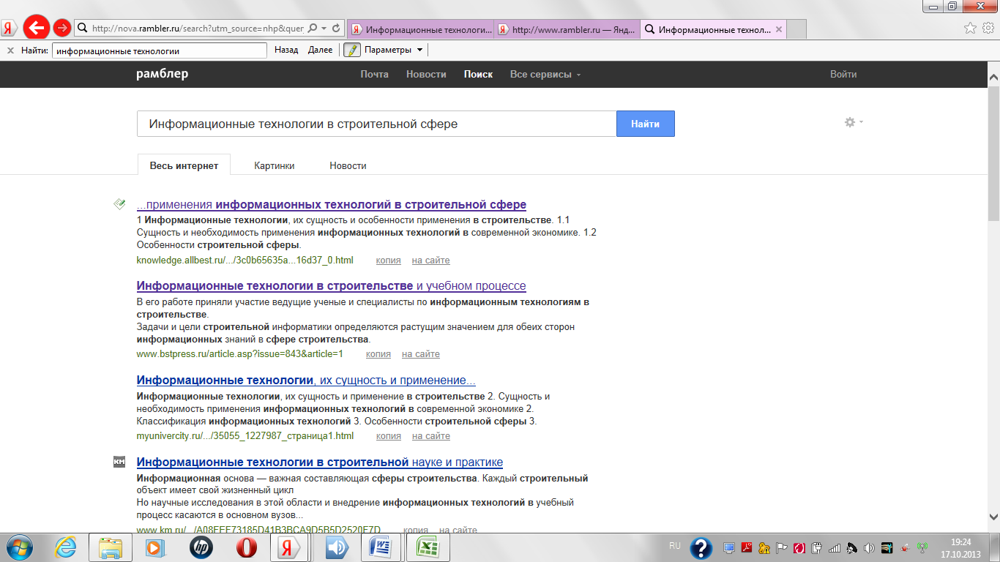 http://nova.rambler.ru/search?utm_source=nhp&quer
Информационные технологи...
http://www.rambler.ru — Янд...
Информационные технол...
Найти: информационные технологии Назад Далее Параметры
рамблер Почта Новости Поиск Все сервисы Войти
Информационные технологии в строительной сфере Найти
Весь интернет Картинки Новости
...применения информационных технологий в строительной сфере
1 Информационные технологии, их сущность и особенности применения в строительстве. 1.1
Сущность и необходимость применения информационных технологий в современной экономике. 1.2
Особенности строительной сферы.
knowledge.allbest.ru/.../3c0b65635a...16d37_0.html копия на сайте
Информационные технологии в строительстве и учебном процессе
В его работе приняли участие ведущие ученые и специалисты по информационным технологиям в
строительстве.
Задачи и цели строительной информатики определяются растущим значением для обеих сторон
информационных знаний в сфере строительства.
www.bstpress.ru/article.asp?issue=843&article=1 копия на сайте
Информационные технологии, их сущность и применение...
Информационные технологии, их сущность и применение в строительстве 2. Сущность и
необходимость применения информационных технологий в современной экономике 2.
Классификация информационных технологий 3. Особенности строительной сферы 3.
myunivercity.ru/.../35055_1227987_страница1.html копия на сайте
KM
Информационные технологии в строительной науке и практике
Информационная основа — важная составляющая сферы строительства. Каждый строительный
объект имеет свой жизненный цикл
Но научные исследования в этой области и внедрение информационных технологий в учебный
процесс касаются в основном вузов...
www.km.ru/.../A08FEE73185D41B3BCA9D5B5D2520F7D копия на сайте
RU
19:24
17.10.2013